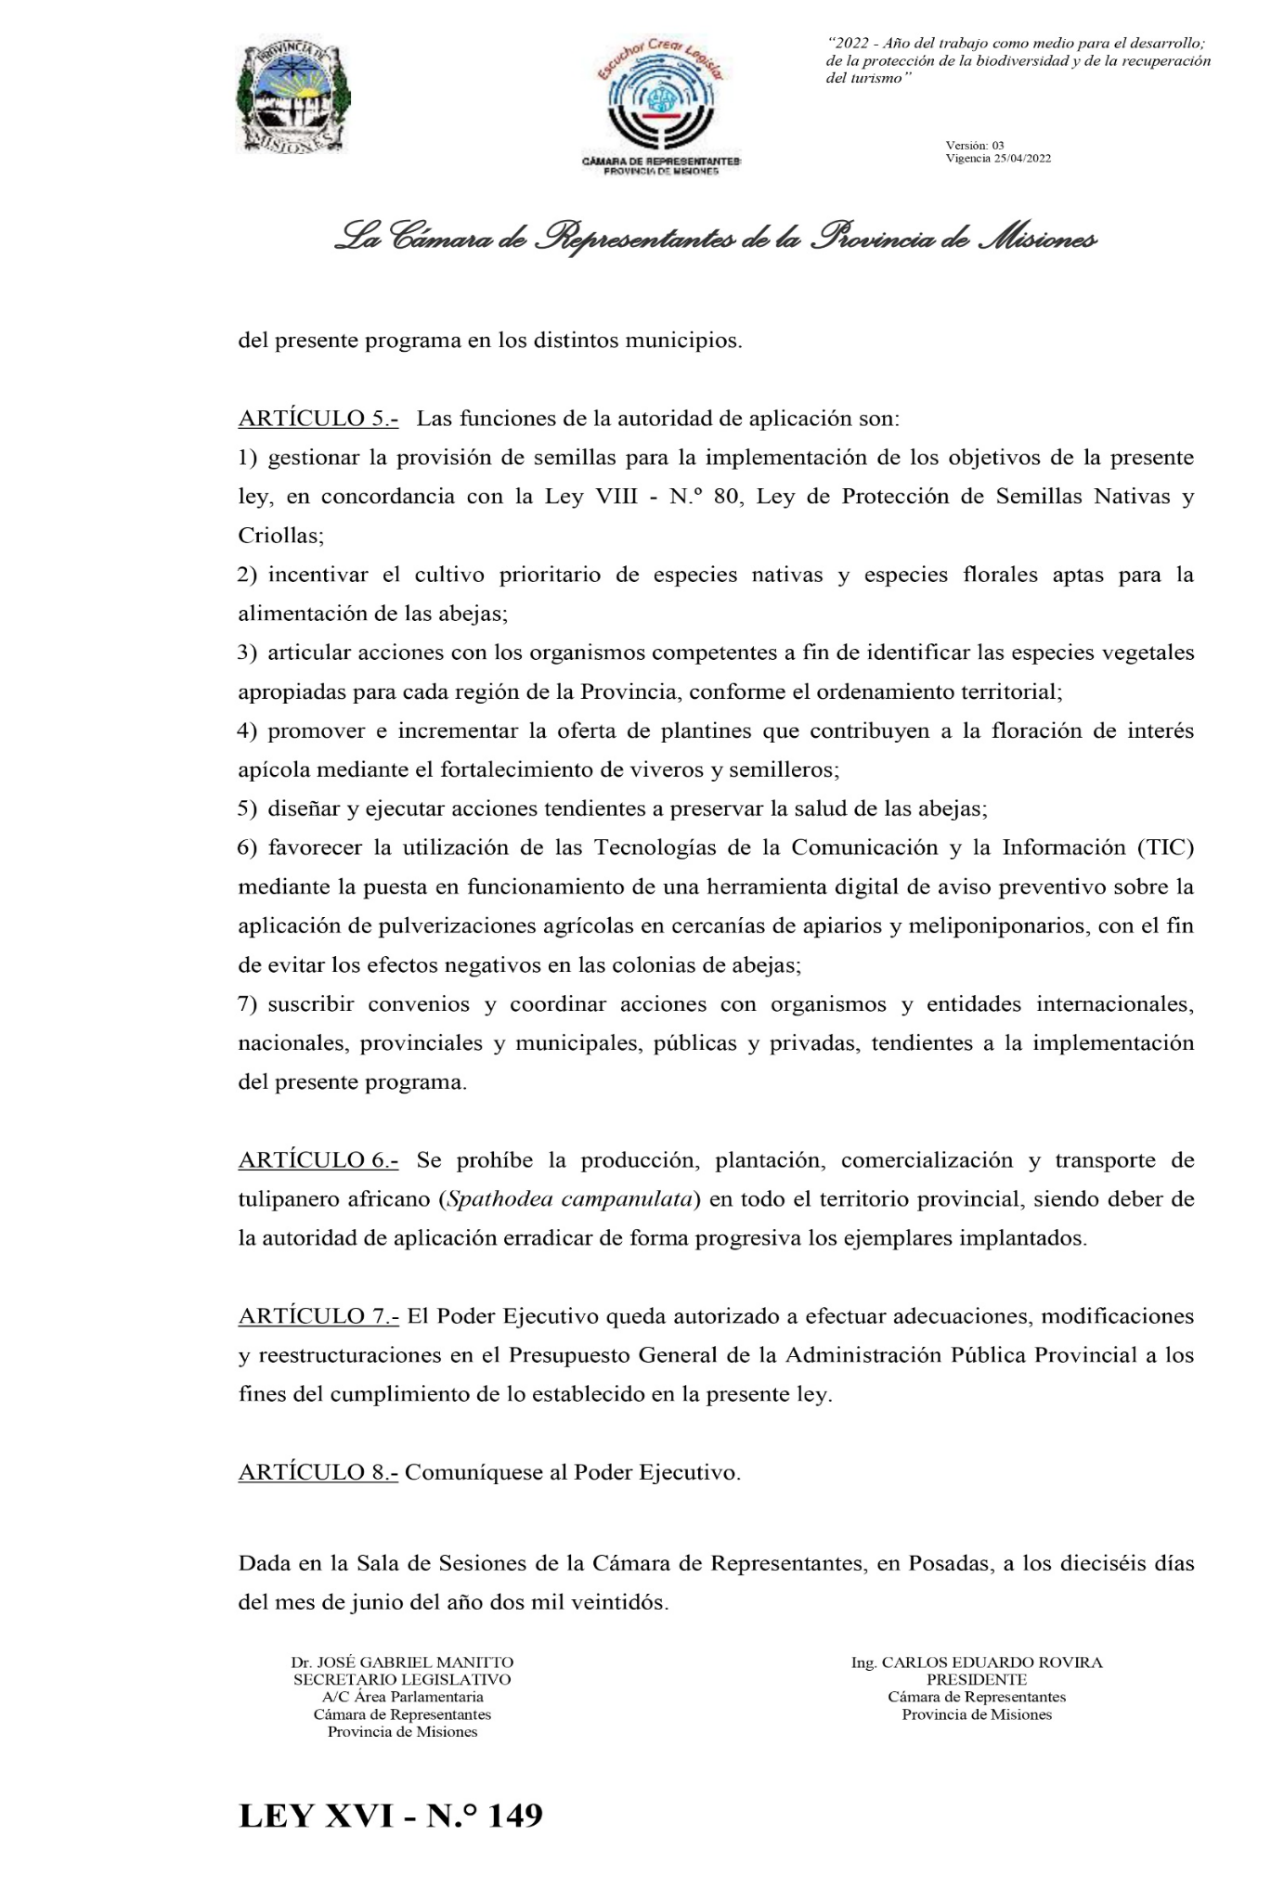 PROVINCIA DE
MISIONES
Escuchar Crear Legislar
CÁMARA DE REPRESENTANTES
PROVINCIA DE MISIONES
"2022 - Año del trabajo como medio para el desarrollo;
de la protección de la biodiversidad y de la recuperación
del turismo"
Versión: 03
Vigencia 25/04/2022
La Cámara de Representantes de la Provincia de Misiones
del presente programa en los distintos municipios.
ARTÍCULO 5.- Las funciones de la autoridad de aplicación son:
1) gestionar la provisión de semillas para la implementación de los objetivos de la presente
ley, en concordancia con la Ley VIII - N.º 80, Ley de Protección de Semillas Nativas y
Criollas;
2) incentivar el cultivo prioritario de especies nativas y especies florales aptas para la
alimentación de las abejas;
3) articular acciones con los organismos competentes a fin de identificar las especies vegetales
apropiadas para cada región de la Provincia, conforme el ordenamiento territorial;
4) promover e incrementar la oferta de plantines que contribuyen a la floración de interés
apícola mediante el fortalecimiento de viveros y semilleros;
5) diseñar y ejecutar acciones tendientes a preservar la salud de las abejas;
6) favorecer la utilización de las Tecnologías de la Comunicación y la Información (TIC)
mediante la puesta en funcionamiento de una herramienta digital de aviso preventivo sobre la
aplicación de pulverizaciones agrícolas en cercanías de apiarios y meliponiponarios, con el fin
de evitar los efectos negativos en las colonias de abejas;
7) suscribir convenios y coordinar acciones con organismos y entidades internacionales,
nacionales, provinciales y municipales, públicas y privadas, tendientes a la implementación
del presente programa.
ARTÍCULO 6.- Se prohíbe la producción, plantación, comercialización y transporte de
tulipanero africano (Spathodea campanulata) en todo el territorio provincial, siendo deber de
la autoridad de aplicación erradicar de forma progresiva los ejemplares implantados.
ARTÍCULO 7.- El Poder Ejecutivo queda autorizado a efectuar adecuaciones, modificaciones
y reestructuraciones en el Presupuesto General de la Administración Pública Provincial a los
fines del cumplimiento de lo establecido en la presente ley.
ARTÍCULO 8.- Comuníquese al Poder Ejecutivo.
Dada en la Sala de Sesiones de la Cámara de Representantes, en Posadas, a los dieciséis días
del mes de junio del año dos mil veintidós.
Dr. JOSÉ GABRIEL MANITTO
SECRETARIO LEGISLATIVO
A/C Área Parlamentaria
Cámara de Representantes
Provincia de Misiones
Ing. CARLOS EDUARDO ROVIRA
PRESIDENTE
Cámara de Representantes
Provincia de Misiones
LEY XVI - N.° 149